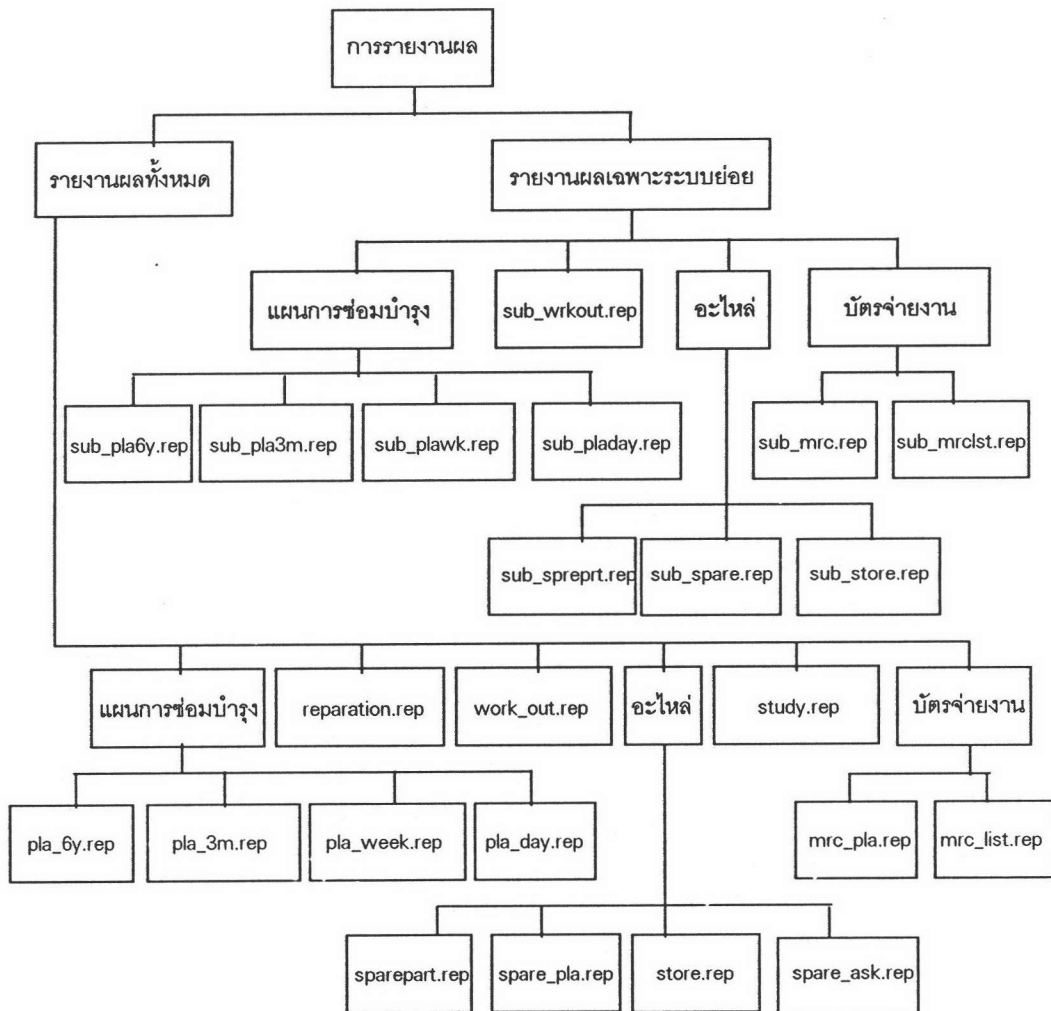 การรายงานผล
รายงานผลทั้งหมด
รายงานผลเฉพาะระบบย่อย
แผนการซ่อมบำรุง
sub_wrkout.rep
อะไหล่
บัตรจ่ายงาน
sub_pla6y.rep
sub_pla3m.rep
sub_plawk.rep
sub_pladay.rep
sub_mrc.rep
sub_mrclst.rep
sub_spreprt.rep
sub_spare.rep
sub_store.rep
แผนการซ่อมบำรุง
reparation.rep
work_out.rep
อะไหล่
study.rep
บัตรจ่ายงาน
pla_6y.rep
pla_3m.rep
pla_week.rep
pla_day.rep
mrc_pla.rep
mrc_list.rep
sparepart.rep
spare_pla.rep
store.rep
spare_ask.rep